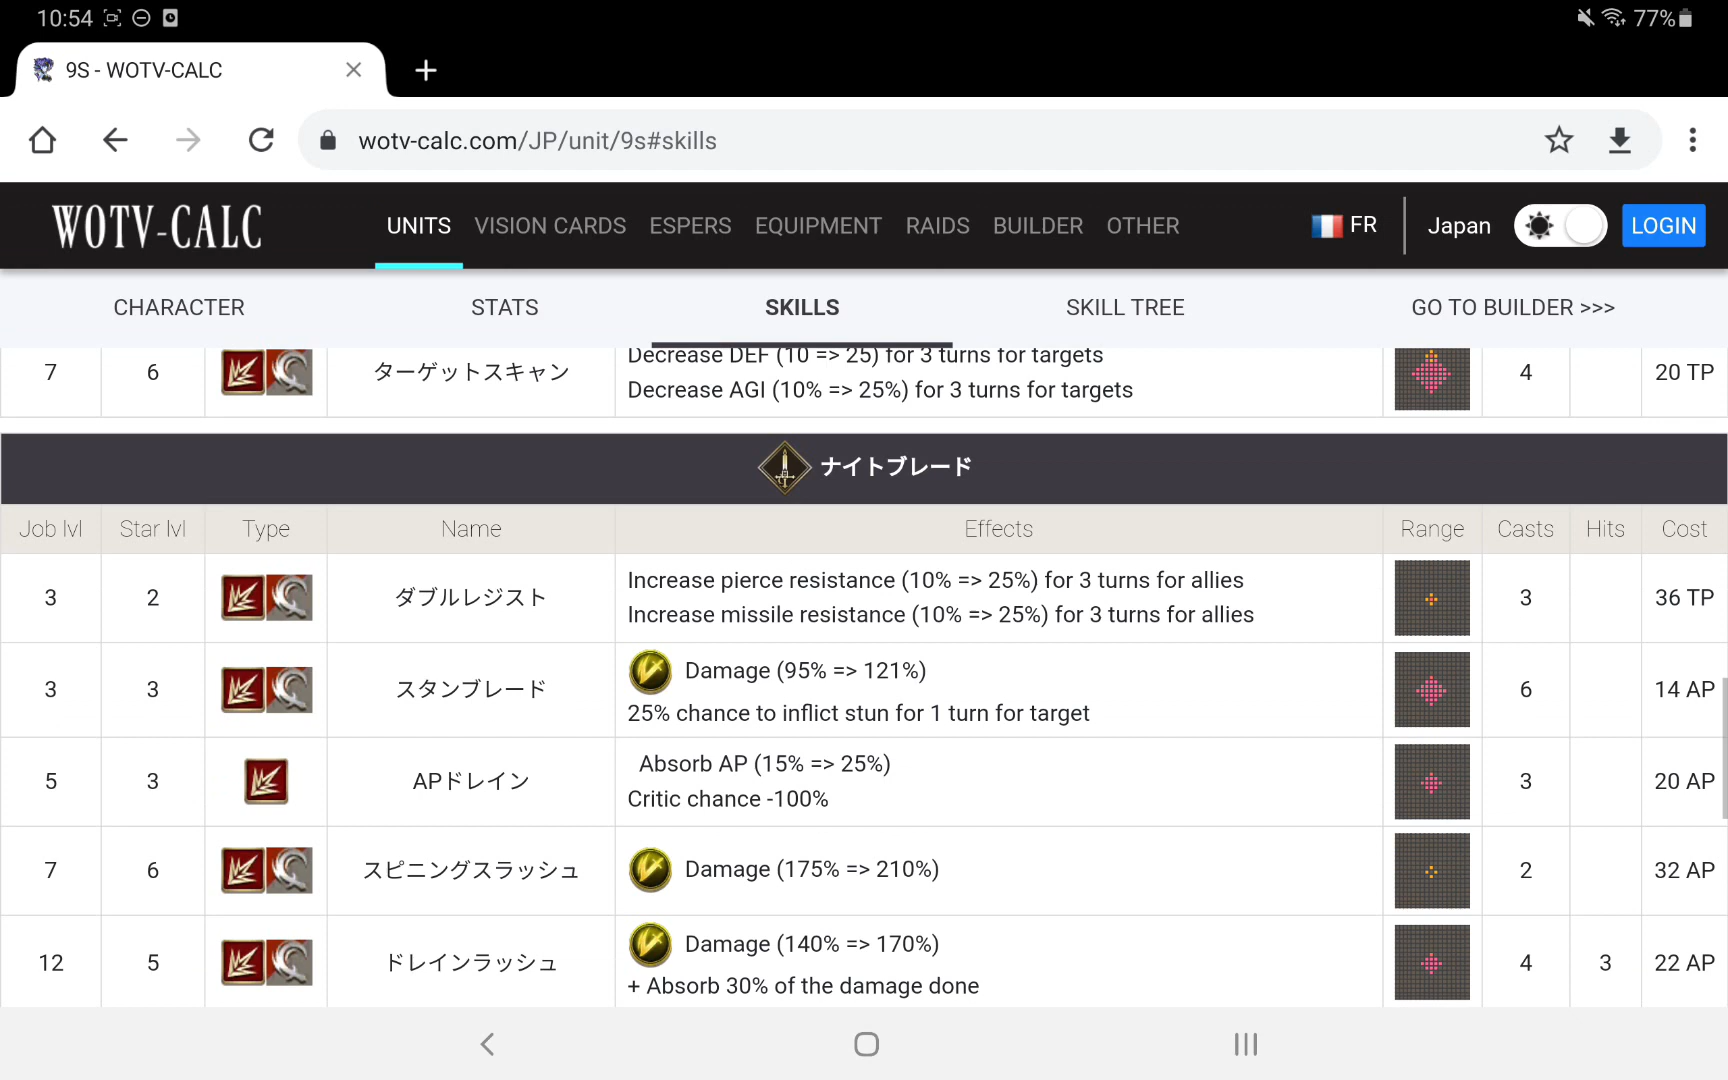 10:54
77%
9S - WOTV-CALC
wotv-calc.com/JP/unit/9s#skills
WOTV-CALC
UNITS VISION CARDS ESPERS EQUIPMENT RAIDS BUILDER OTHER FR Japan LOGIN
CHARACTER STATS SKILLS SKILL TREE GO TO BUILDER >>>
Decrease DEF (10 => 25) for 3 turns for targets
7 6 ターゲットスキャン 4 20 TP
Decrease AGI (10% => 25%) for 3 turns for targets
ナイトブレード
Job lvl Star lvl Type Name Effects Range Casts Hits Cost
Increase pierce resistance (10% => 25%) for 3 turns for allies
3 2 ダブルレジスト 3 36 TP
Increase missile resistance (10% => 25%) for 3 turns for allies
Damage (95% => 121%)
3 3 スタンブレード 6 14 AP
25% chance to inflict stun for 1 turn for target
Absorb AP (15% => 25%)
5 3 APドレイン 3 20 AP
Critic chance -100%
7 6 スピニングスラッシュ Damage (175% => 210%) 2 32 AP
Damage (140% => 170%)
12 5 ドレインラッシュ 4 3 22 AP
+ Absorb 30% of the damage done